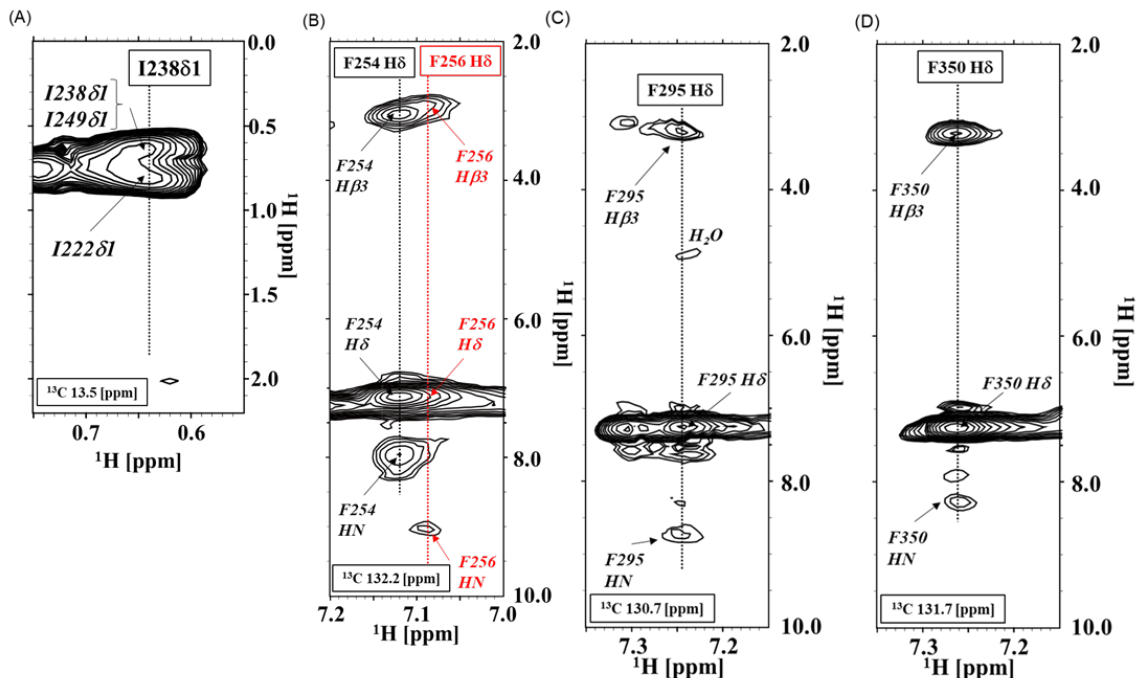 (A)
I238δ1
I238δ1
I249δ1
I222δ1
0.0
0.5
1.0
1.5
2.0
¹H [ppm]
¹³C 13.5 [ppm]
0.7 0.6
¹H [ppm]
(B)
F254 Hδ
F256 Hδ
F254
Hβ3
F256
Hβ3
F254
Hδ
F256
Hδ
F254
HN
F256
HN
2.0
4.0
6.0
8.0
10.0
¹H [ppm]
¹³C 132.2 [ppm]
7.2 7.1 7.0
¹H [ppm]
(C)
F295 Hδ
F295
Hβ3
H₂O
F295 Hδ
F295
HN
2.0
4.0
6.0
8.0
10.0
¹H [ppm]
¹³C 130.7 [ppm]
7.3 7.2
¹H [ppm]
(D)
F350 Hδ
F350
Hβ3
F350 Hδ
F350
HN
2.0
4.0
6.0
8.0
10.0
¹H [ppm]
¹³C 131.7 [ppm]
7.3 7.2
¹H [ppm]